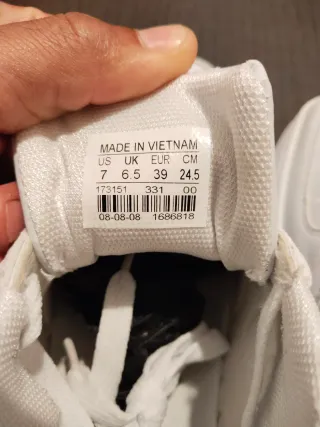 MADE IN VIETNAM
US UK EUR CM
7 6.5 39 24.5
173151 331 00
08-08-08 1686818